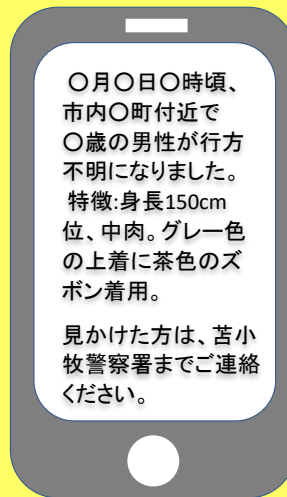 〇月〇日〇時頃、
市内〇町付近で
〇歳の男性が行方
不明になりました。
特徴:身長150cm
位、中肉。グレー色
の上着に茶色のズ
ボン着用。
見かけた方は、苫小
牧警察署までご連絡
ください。